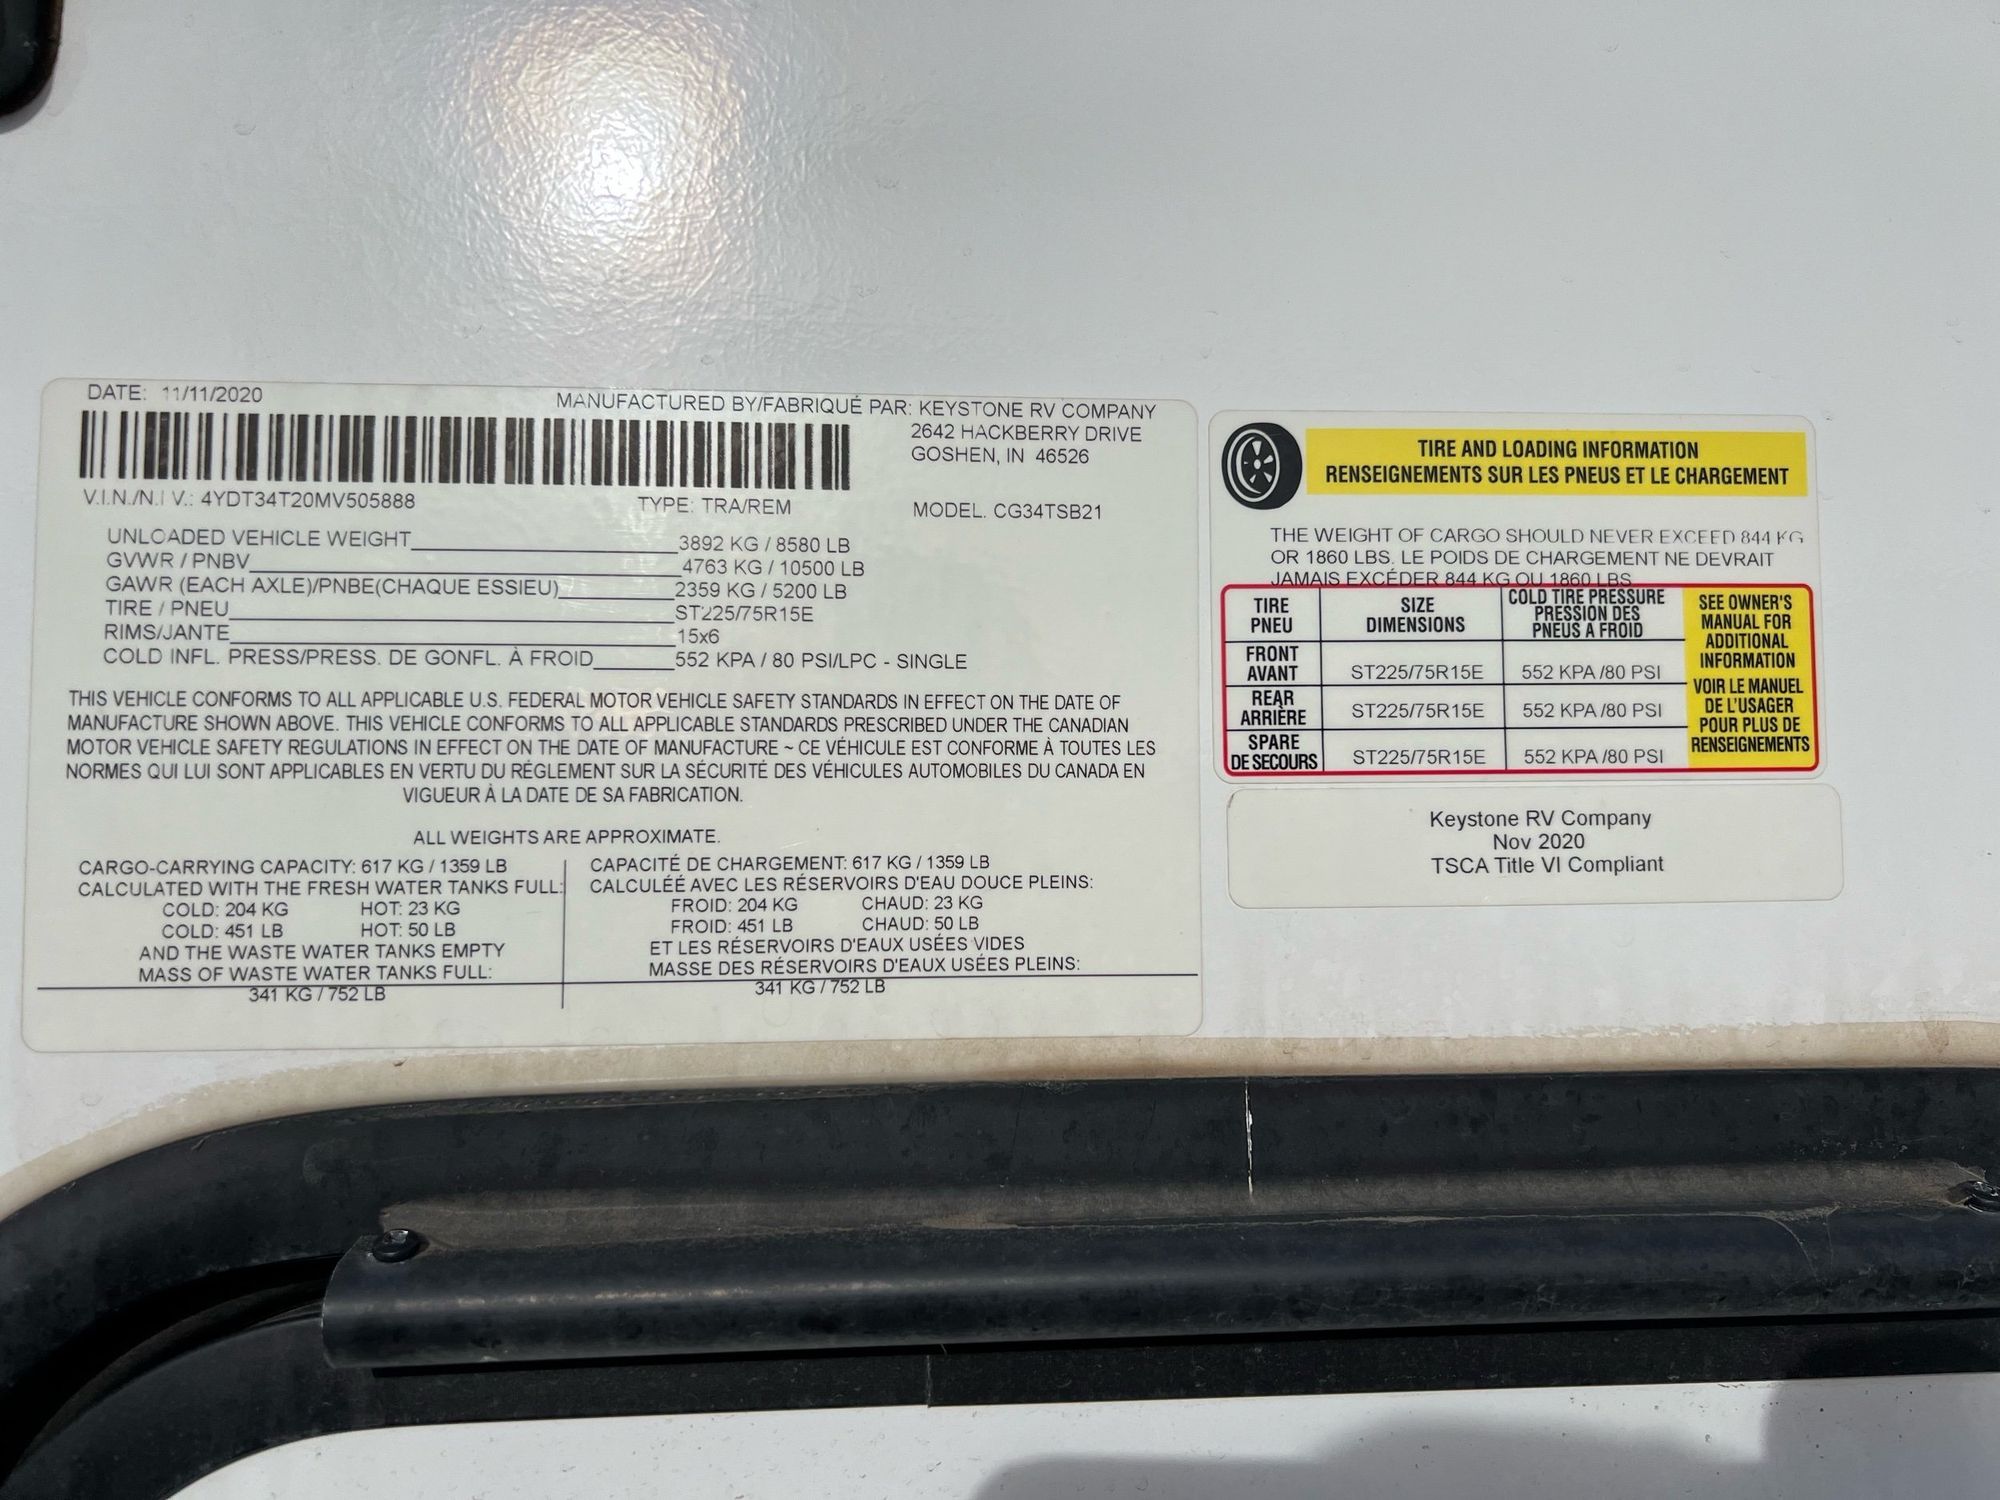 DATE: 11/11/2020
MANUFACTURED BY/FABRIQUÉ PAR: KEYSTONE RV COMPANY
2642 HACKBERRY DRIVE
GOSHEN, IN 46526
V.I.N./N.I V.: 4YDT34T20MV505888 TYPE: TRA/REM MODEL. CG34TSB21
UNLOADED VEHICLE WEIGHT 3892 KG / 8580 LB
GVWR / PNBV 4763 KG / 10500 LB
GAWR (EACH AXLE)/PNBE(CHAQUE ESSIEU) 2359 KG / 5200 LB
TIRE / PNEU ST225/75R15E
RIMS/JANTE 15x6
COLD INFL. PRESS/PRESS. DE GONFL. À FROID 552 KPA / 80 PSI/LPC - SINGLE
THIS VEHICLE CONFORMS TO ALL APPLICABLE U.S. FEDERAL MOTOR VEHICLE SAFETY STANDARDS IN EFFECT ON THE DATE OF
MANUFACTURE SHOWN ABOVE. THIS VEHICLE CONFORMS TO ALL APPLICABLE STANDARDS PRESCRIBED UNDER THE CANADIAN
MOTOR VEHICLE SAFETY REGULATIONS IN EFFECT ON THE DATE OF MANUFACTURE ~ CE VÉHICULE EST CONFORME À TOUTES LES
NORMES QUI LUI SONT APPLICABLES EN VERTU DU RÉGLEMENT SUR LA SÉCURITÉ DES VÉHICULES AUTOMOBILES DU CANADA EN
VIGUEUR À LA DATE DE SA FABRICATION.
ALL WEIGHTS ARE APPROXIMATE.
CARGO-CARRYING CAPACITY: 617 KG / 1359 LB
CALCULATED WITH THE FRESH WATER TANKS FULL:
COLD: 204 KG HOT: 23 KG
COLD: 451 LB HOT: 50 LB
AND THE WASTE WATER TANKS EMPTY
MASS OF WASTE WATER TANKS FULL:
341 KG / 752 LB
CAPACITÉ DE CHARGEMENT: 617 KG / 1359 LB
CALCULÉÉ AVEC LES RÉSERVOIRS D'EAU DOUCE PLEINS:
FROID: 204 KG CHAUD: 23 KG
FROID: 451 LB CHAUD: 50 LB
ET LES RÉSERVOIRS D'EAUX USÉES VIDES
MASSE DES RÉSERVOIRS D'EAUX USÉES PLEINS:
341 KG / 752 LB
TIRE AND LOADING INFORMATION
RENSEIGNEMENTS SUR LES PNEUS ET LE CHARGEMENT
THE WEIGHT OF CARGO SHOULD NEVER EXCEED 844 KG
OR 1860 LBS. LE POIDS DE CHARGEMENT NE DEVRAIT
JAMAIS EXCÉDER 844 KG OU 1860 LBS
TIRE
PNEU
SIZE
DIMENSIONS
COLD TIRE PRESSURE
PRESSION DES
PNEUS A FROID
FRONT
AVANT
ST225/75R15E 552 KPA /80 PSI
REAR
ARRIÈRE
ST225/75R15E 552 KPA /80 PSI
SPARE
DE SECOURS
ST225/75R15E 552 KPA /80 PSI
SEE OWNER'S
MANUAL FOR
ADDITIONAL
INFORMATION
VOIR LE MANUEL
DE L'USAGER
POUR PLUS DE
RENSEIGNEMENTS
Keystone RV Company
Nov 2020
TSCA Title VI Compliant